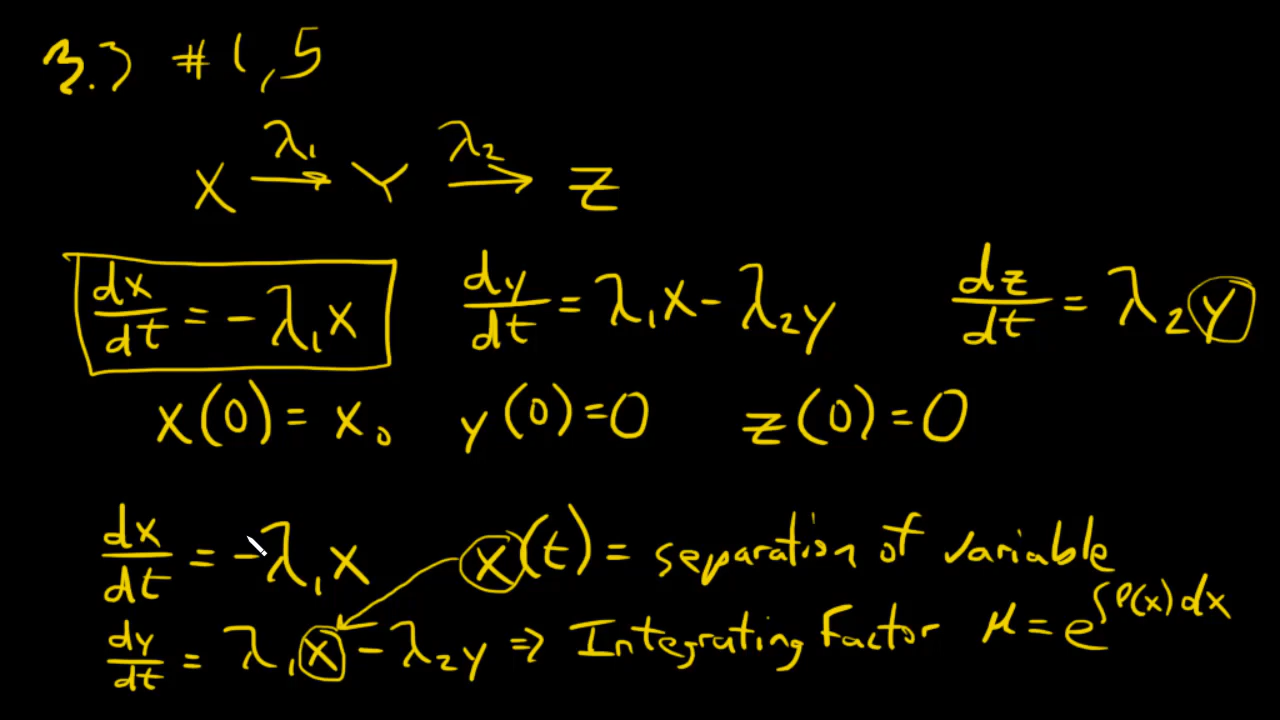 3.3 #1,5
X →λ₁ Y →λ₂ Z
dx/dt = -λ₁x   dy/dt = λ₁x - λ₂y   dz/dt = λ₂y
x(0) = x₀   y(0) = 0   z(0) = 0
dx/dt = -λ₁x   x(t) = separation of variable
dy/dt = λ₁x - λ₂y ⇒ Integrating Factor μ = e^∫P(x)dx